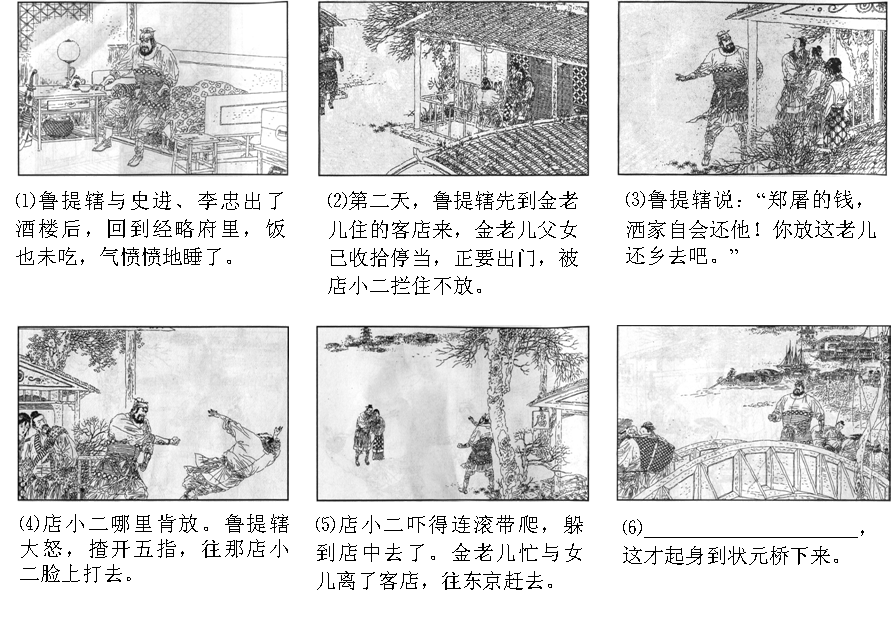 ⑴鲁提辖与史进、李忠出了
酒楼后，回到经略府里，饭
也未吃，气愤愤地睡了。
⑵第二天，鲁提辖先到金老
儿住的客店来，金老儿父女
已收拾停当，正要出门，被
店小二拦住不放。
⑶鲁提辖说：“郑屠的钱，
洒家自会还他！你放这老儿
还乡去吧。”
⑷店小二哪里肯放。鲁提辖
大怒，揸开五指，往那店小
二脸上打去。
⑸店小二吓得连滚带爬，躲
到店中去了。金老儿忙与女
儿离了客店，往东京赶去。
⑹____________________，
这才起身到状元桥下来。